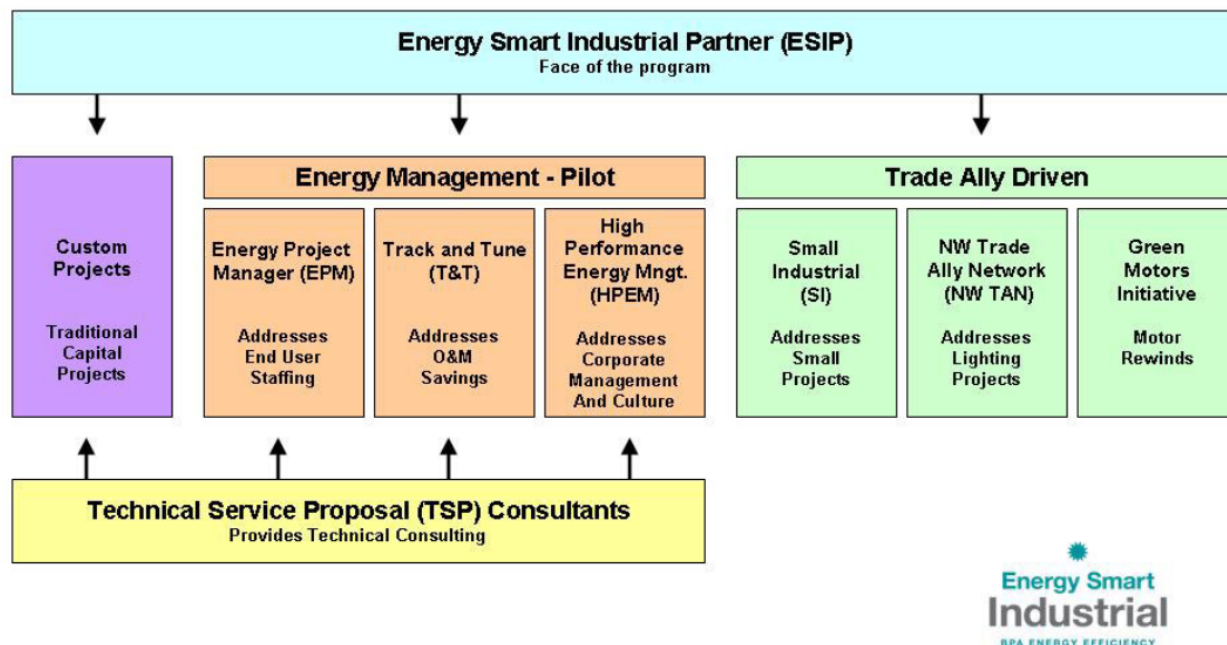 Energy Smart Industrial Partner (ESIP)
Face of the program
Custom
Projects
Traditional
Capital
Projects
Energy Management - Pilot
Energy Project
Manager (EPM)
Addresses
End User
Staffing
Track and Tune
(T&T)
Addresses
O&M
Savings
High
Performance
Energy Mngt.
(HPEM)
Addresses
Corporate
Management
And Culture
Trade Ally Driven
Small
Industrial
(SI)
Addresses
Small
Projects
NW Trade
Ally Network
(NW TAN)
Addresses
Lighting
Projects
Green
Motors
Initiative
Motor
Rewinds
Technical Service Proposal (TSP) Consultants
Provides Technical Consulting
Energy Smart
Industrial
BPA ENERGY EFFICIENCY